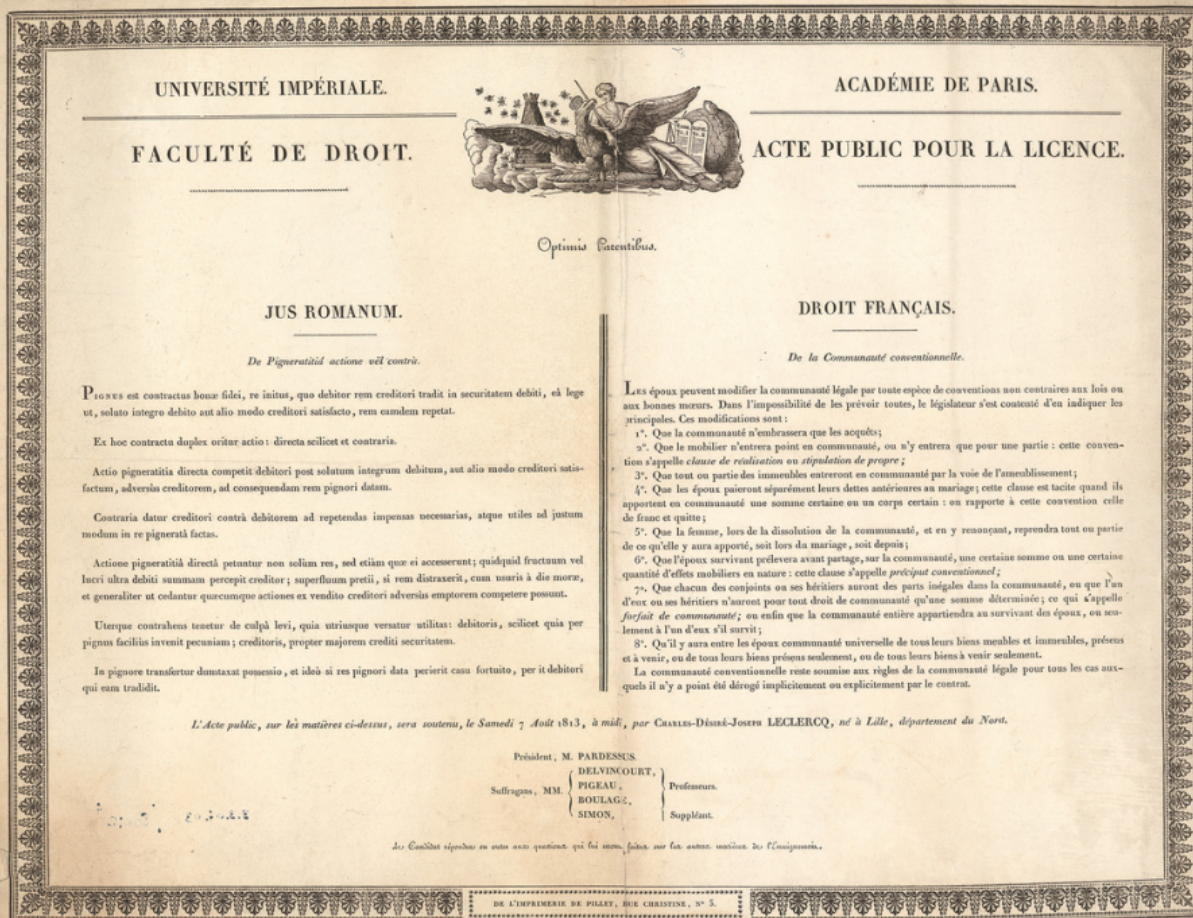 UNIVERSITÉ IMPÉRIALE.
FACULTÉ DE DROIT.
ACADÉMIE DE PARIS.
ACTE PUBLIC POUR LA LICENCE.
Optimis Parentibus.
JUS ROMANUM.
De Pigneratitiâ actione vel contrà.
PIGNUS est contractus bonæ fidei, re initus, quo debitor rem creditori tradit in securitatem debiti, eâ lege
ut, soluto integro debito aut alio modo creditori satisfacto, rem eamdem repetat.
Ex hoc contractu duplex oritur actio : directa scilicet et contraria.
Actio pigneratitia directa competit debitori post solutum integrum debitum, aut alio modo creditori satis-
factum, adversùs creditorem, ad consequendam rem pignori datam.
Contraria datur creditori contrà debitorem ad repetendas impensas necessarias, atque utiles ad justum
modum in re pigneratâ factas.
Actione pigneratitiâ directâ petuntur non solùm res, sed etiàm quæ ei accesserunt; quidquid fructuum vel
lucri ultra debiti summam percepit creditor; superfluum pretii, si rem distraxerit, cum usuris à die moræ,
et generaliter ut cedantur quæcumque actiones ex vendito creditori adversùs emptorem competere possunt.
Uterque contrahens tenetur de culpâ levi, quia utriusque versatur utilitas : debitoris, scilicet quia per
pignus faciliùs invenit pecuniam; creditoris, propter majorem crediti securitatem.
In pignore transfertur dumtaxat possessio, et ideò si res pignori data perierit casu fortuito, per it debitori
qui eam tradidit.
DROIT FRANÇAIS.
De la Communauté conventionnelle.
LES époux peuvent modifier la communauté légale par toute espèce de conventions non contraires aux lois ou
aux bonnes mœurs. Dans l'impossibilité de les prévoir toutes, le législateur s'est contenté d'en indiquer les
principales. Ces modifications sont :
1°. Que la communauté n'embrassera que les acquêts;
2°. Que le mobilier n'entrera point en communauté, ou n'y entrera que pour une partie : cette conven-
tion s'appelle clause de réalisation ou stipulation de propre;
3°. Que tout ou partie des immeubles entreront en communauté par la voie de l'ameublissement;
4°. Que les époux paieront séparément leurs dettes antérieures au mariage; cette clause est tacite quand ils
apportent en communauté une somme certaine ou un corps certain : on rapporte à cette convention celle
de franc et quitte;
5°. Que la femme, lors de la dissolution de la communauté, et en y renonçant, reprendra tout ou partie
de ce qu'elle y aura apporté, soit lors du mariage, soit depuis;
6°. Que l'époux survivant prélevera avant partage, sur la communauté, une certaine somme ou une certaine
quantité d'effets mobiliers en nature : cette clause s'appelle préciput conventionnel;
7°. Que chacun des conjoints ou ses héritiers auront des parts inégales dans la communauté, ou que l'un
d'eux ou ses héritiers n'auront pour tout droit de communauté qu'une somme déterminée; ce qui s'appelle
forfait de communauté; ou enfin que la communauté entière appartiendra au survivant des époux, ou seu-
lement à l'un d'eux s'il survit;
8°. Qu'il y aura entre les époux communauté universelle de tous leurs biens meubles et immeubles, présens
et à venir, ou de tous leurs biens présens seulement, ou de tous leurs biens à venir seulement.
La communauté conventionnelle reste soumise aux règles de la communauté légale pour tous les cas aux-
quels il n'y a point été dérogé implicitement ou explicitement par le contrat.
L'Acte public, sur les matières ci-dessus, sera soutenu, le Samedi 7 Août 1813, à midi, par CHARLES-DÉSIRÉ-JOSEPH LECLERCQ, né à Lille, département du Nord.
Président, M. PARDESSUS.
Suffragans, MM.
DELVINCOURT,
PIGEAU,
BOULAGE,
SIMON,
Professeurs.
Suppléant.
Le Candidat répondra en outre aux questions qui lui seront faites sur les autres matières de l'Enseignement.
DE L'IMPRIMERIE DE PILLET, RUE CHRISTINE, N° 5.